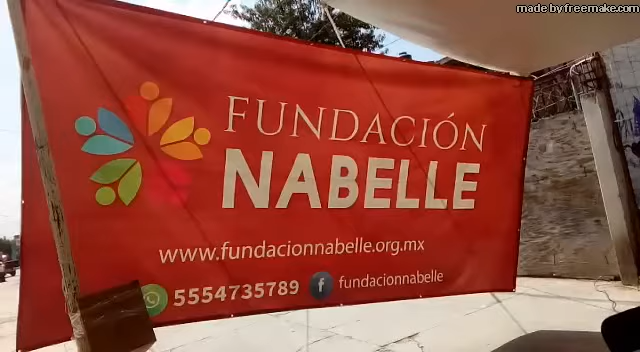 made by freemake.com
FUNDACIÓN
NABELLE
www.fundacionnabelle.org.mx
5554735789 f fundacionnabelle